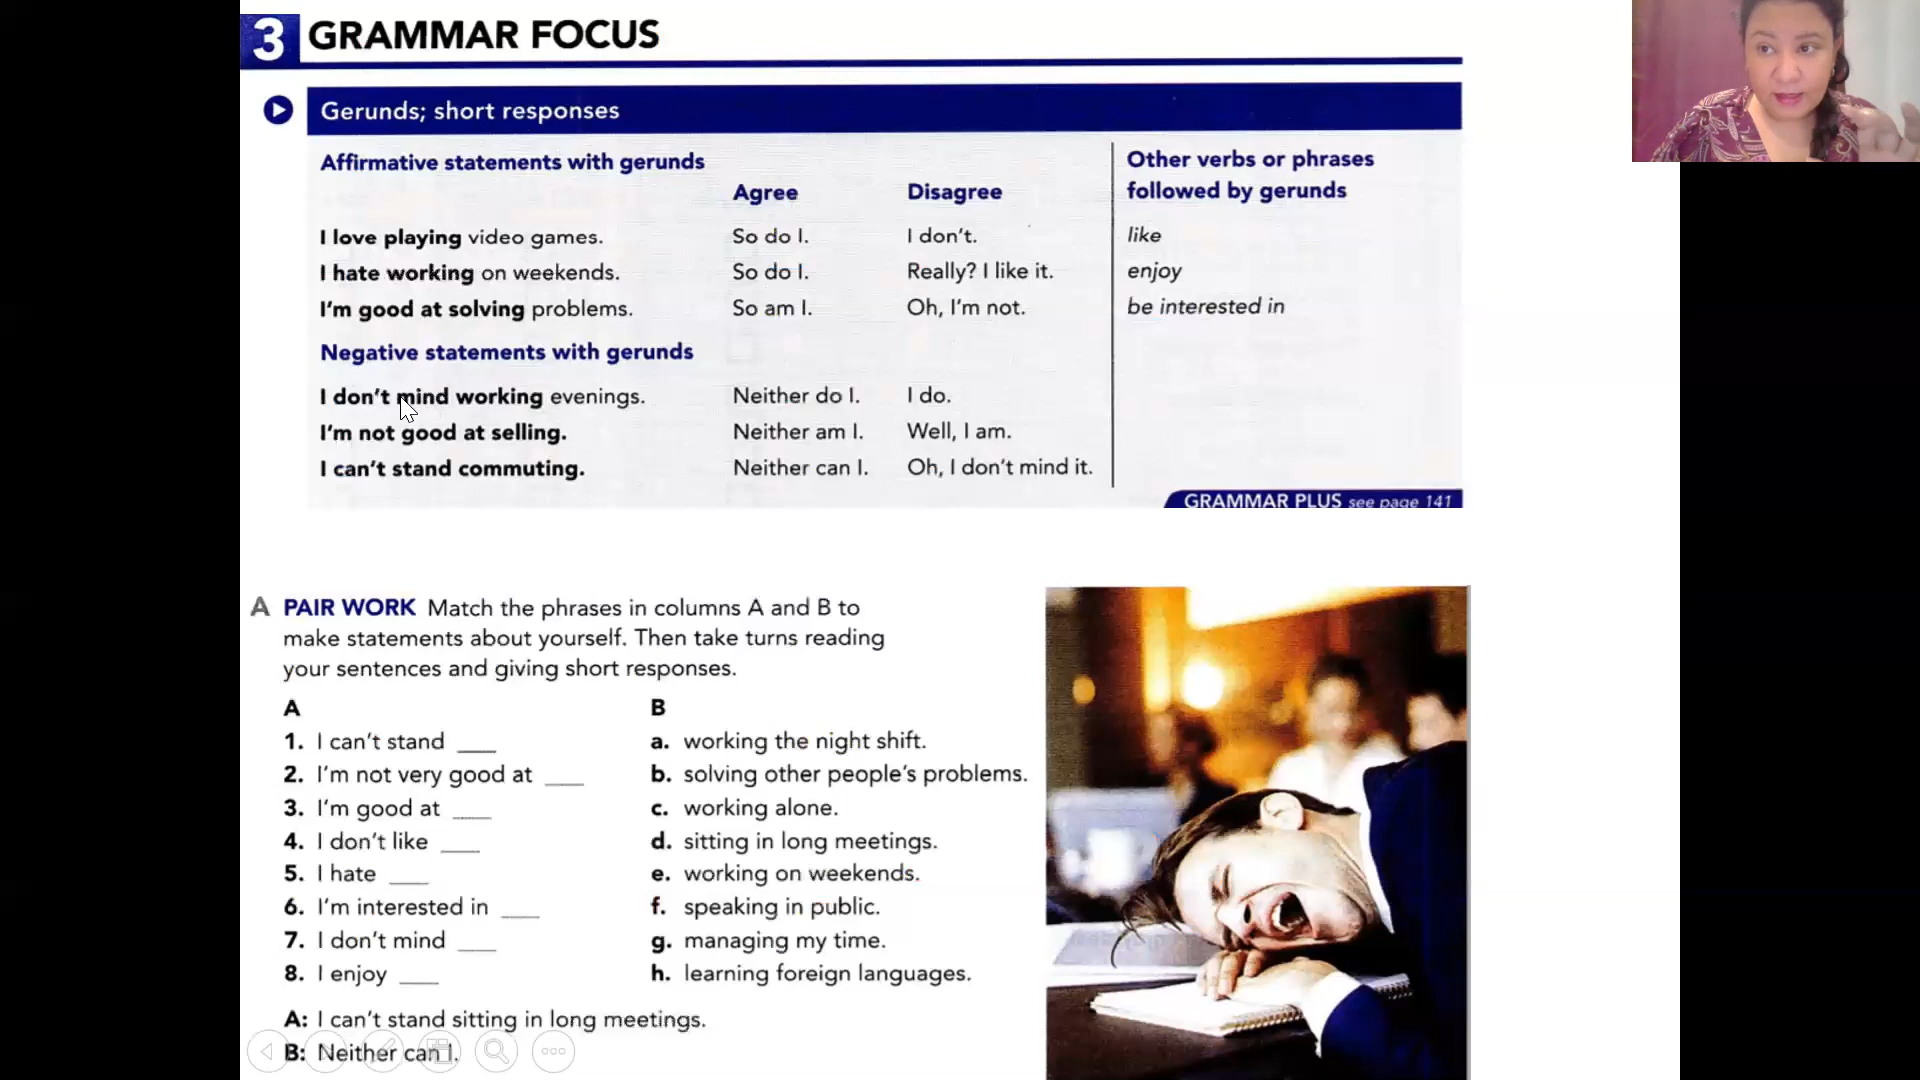 3 GRAMMAR FOCUS
Gerunds; short responses
Affirmative statements with gerunds
Agree Disagree
I love playing video games. So do I. I don't.
I hate working on weekends. So do I. Really? I like it.
I'm good at solving problems. So am I. Oh, I'm not.
Negative statements with gerunds
I don't mind working evenings. Neither do I. I do.
I'm not good at selling. Neither am I. Well, I am.
I can't stand commuting. Neither can I. Oh, I don't mind it.
Other verbs or phrases
followed by gerunds
like
enjoy
be interested in
GRAMMAR PLUS see page 141
A PAIR WORK Match the phrases in columns A and B to
make statements about yourself. Then take turns reading
your sentences and giving short responses.
A
1. I can't stand ___
2. I'm not very good at ___
3. I'm good at ___
4. I don't like ___
5. I hate ___
6. I'm interested in ___
7. I don't mind ___
8. I enjoy ___
B
a. working the night shift.
b. solving other people's problems.
c. working alone.
d. sitting in long meetings.
e. working on weekends.
f. speaking in public.
g. managing my time.
h. learning foreign languages.
A: I can't stand sitting in long meetings.
B: Neither can I.